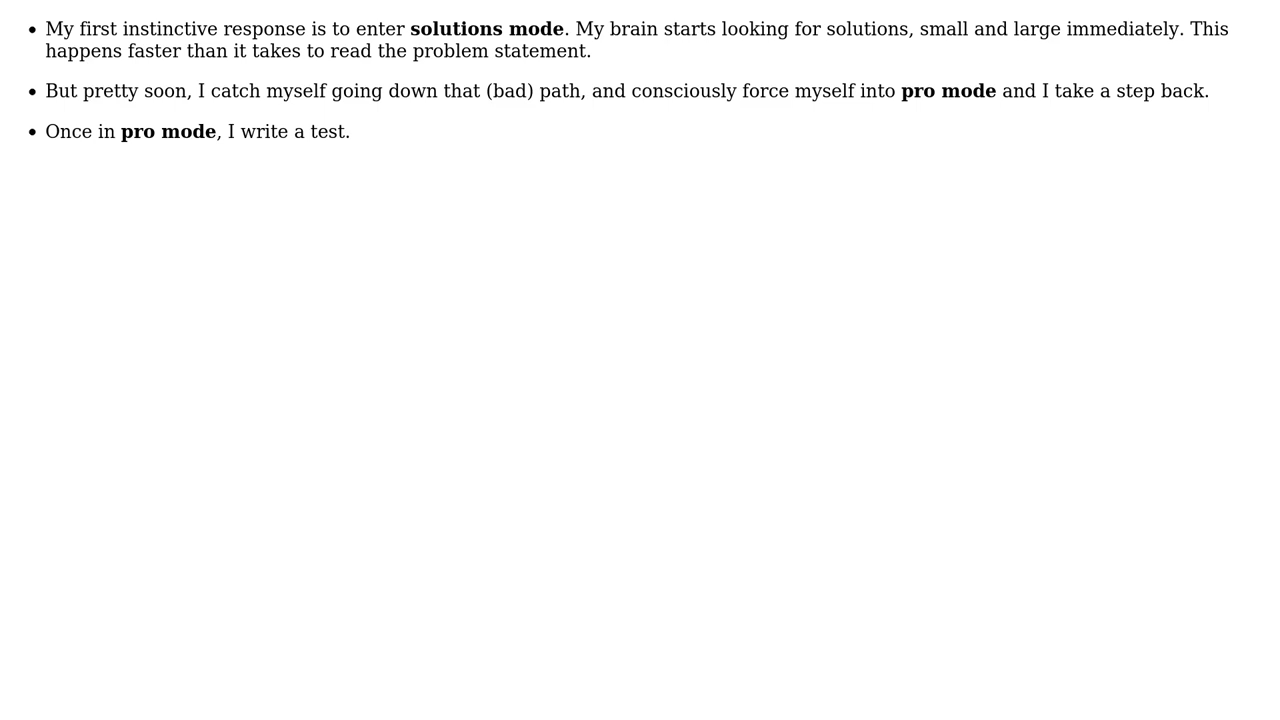 • My first instinctive response is to enter solutions mode. My brain starts looking for solutions, small and large immediately. This
happens faster than it takes to read the problem statement.
• But pretty soon, I catch myself going down that (bad) path, and consciously force myself into pro mode and I take a step back.
• Once in pro mode, I write a test.